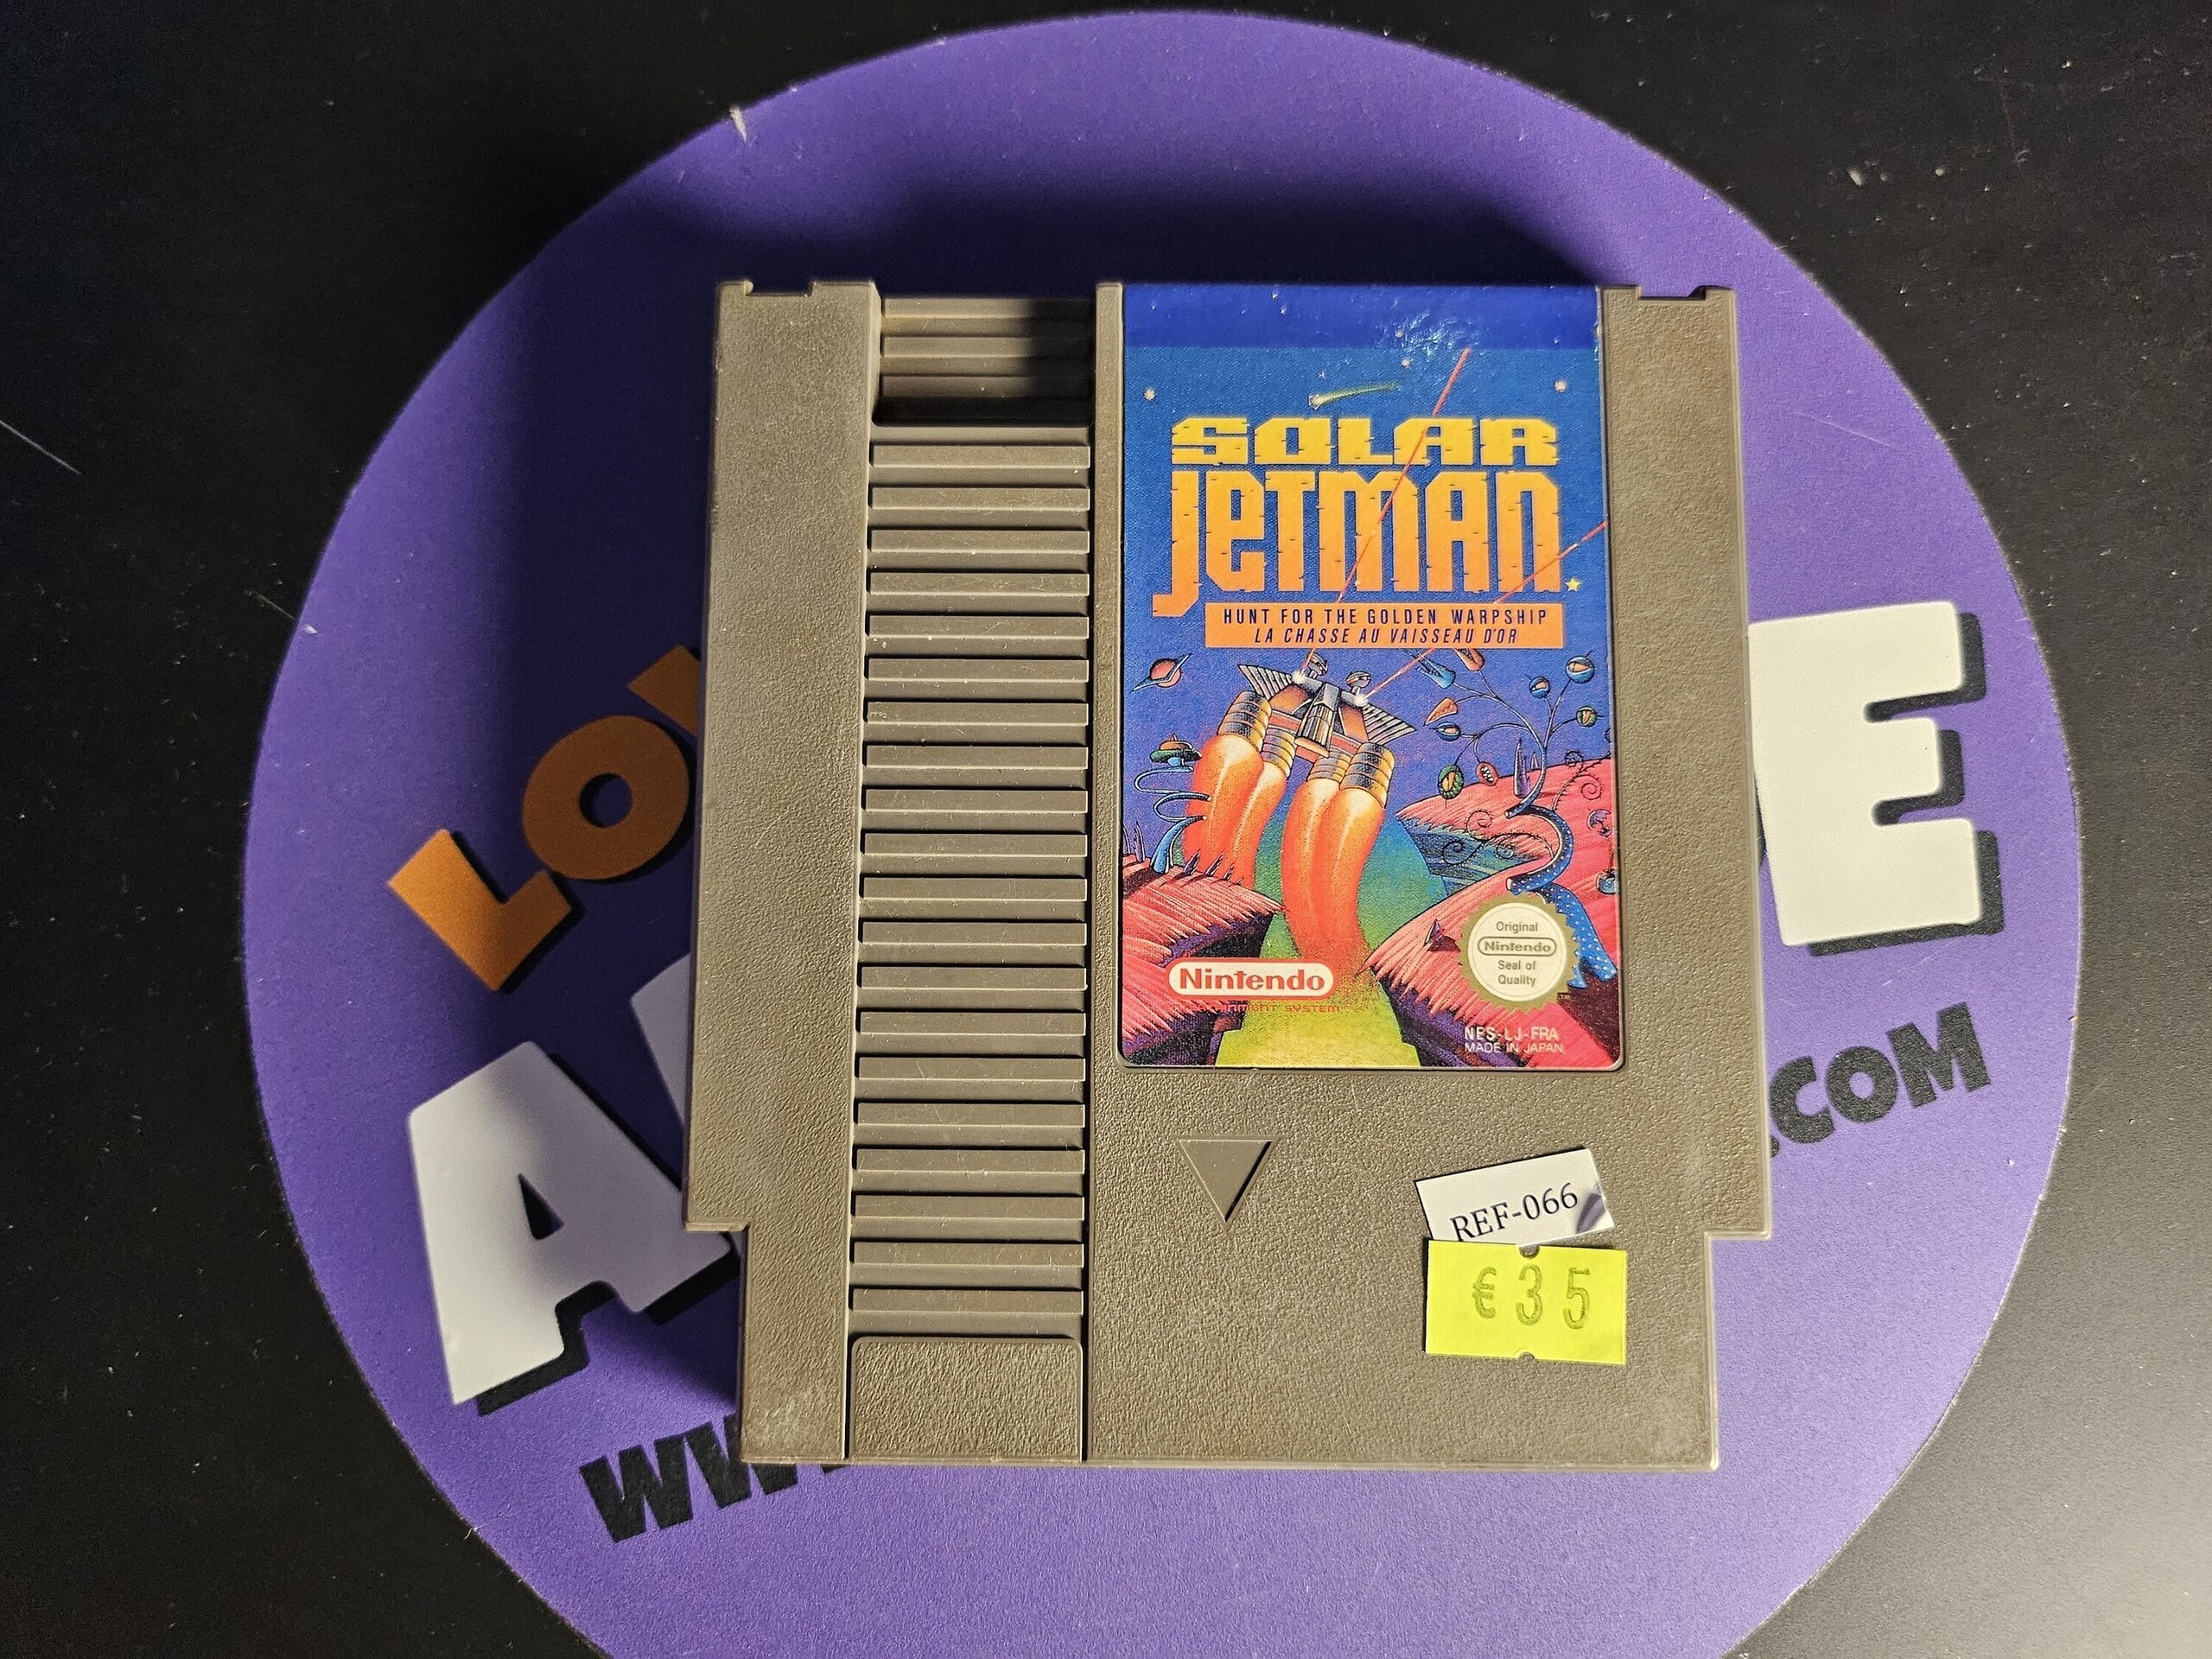 SOLAR
JETMAN
HUNT FOR THE GOLDEN WARPSHIP
LA CHASSE AU VAISSEAU D'OR
Original
Nintendo
Seal of
Quality
Nintendo
SYSTEM
NES-LJ-FRA
MADE IN JAPAN
REF-066
€35
E
.COM